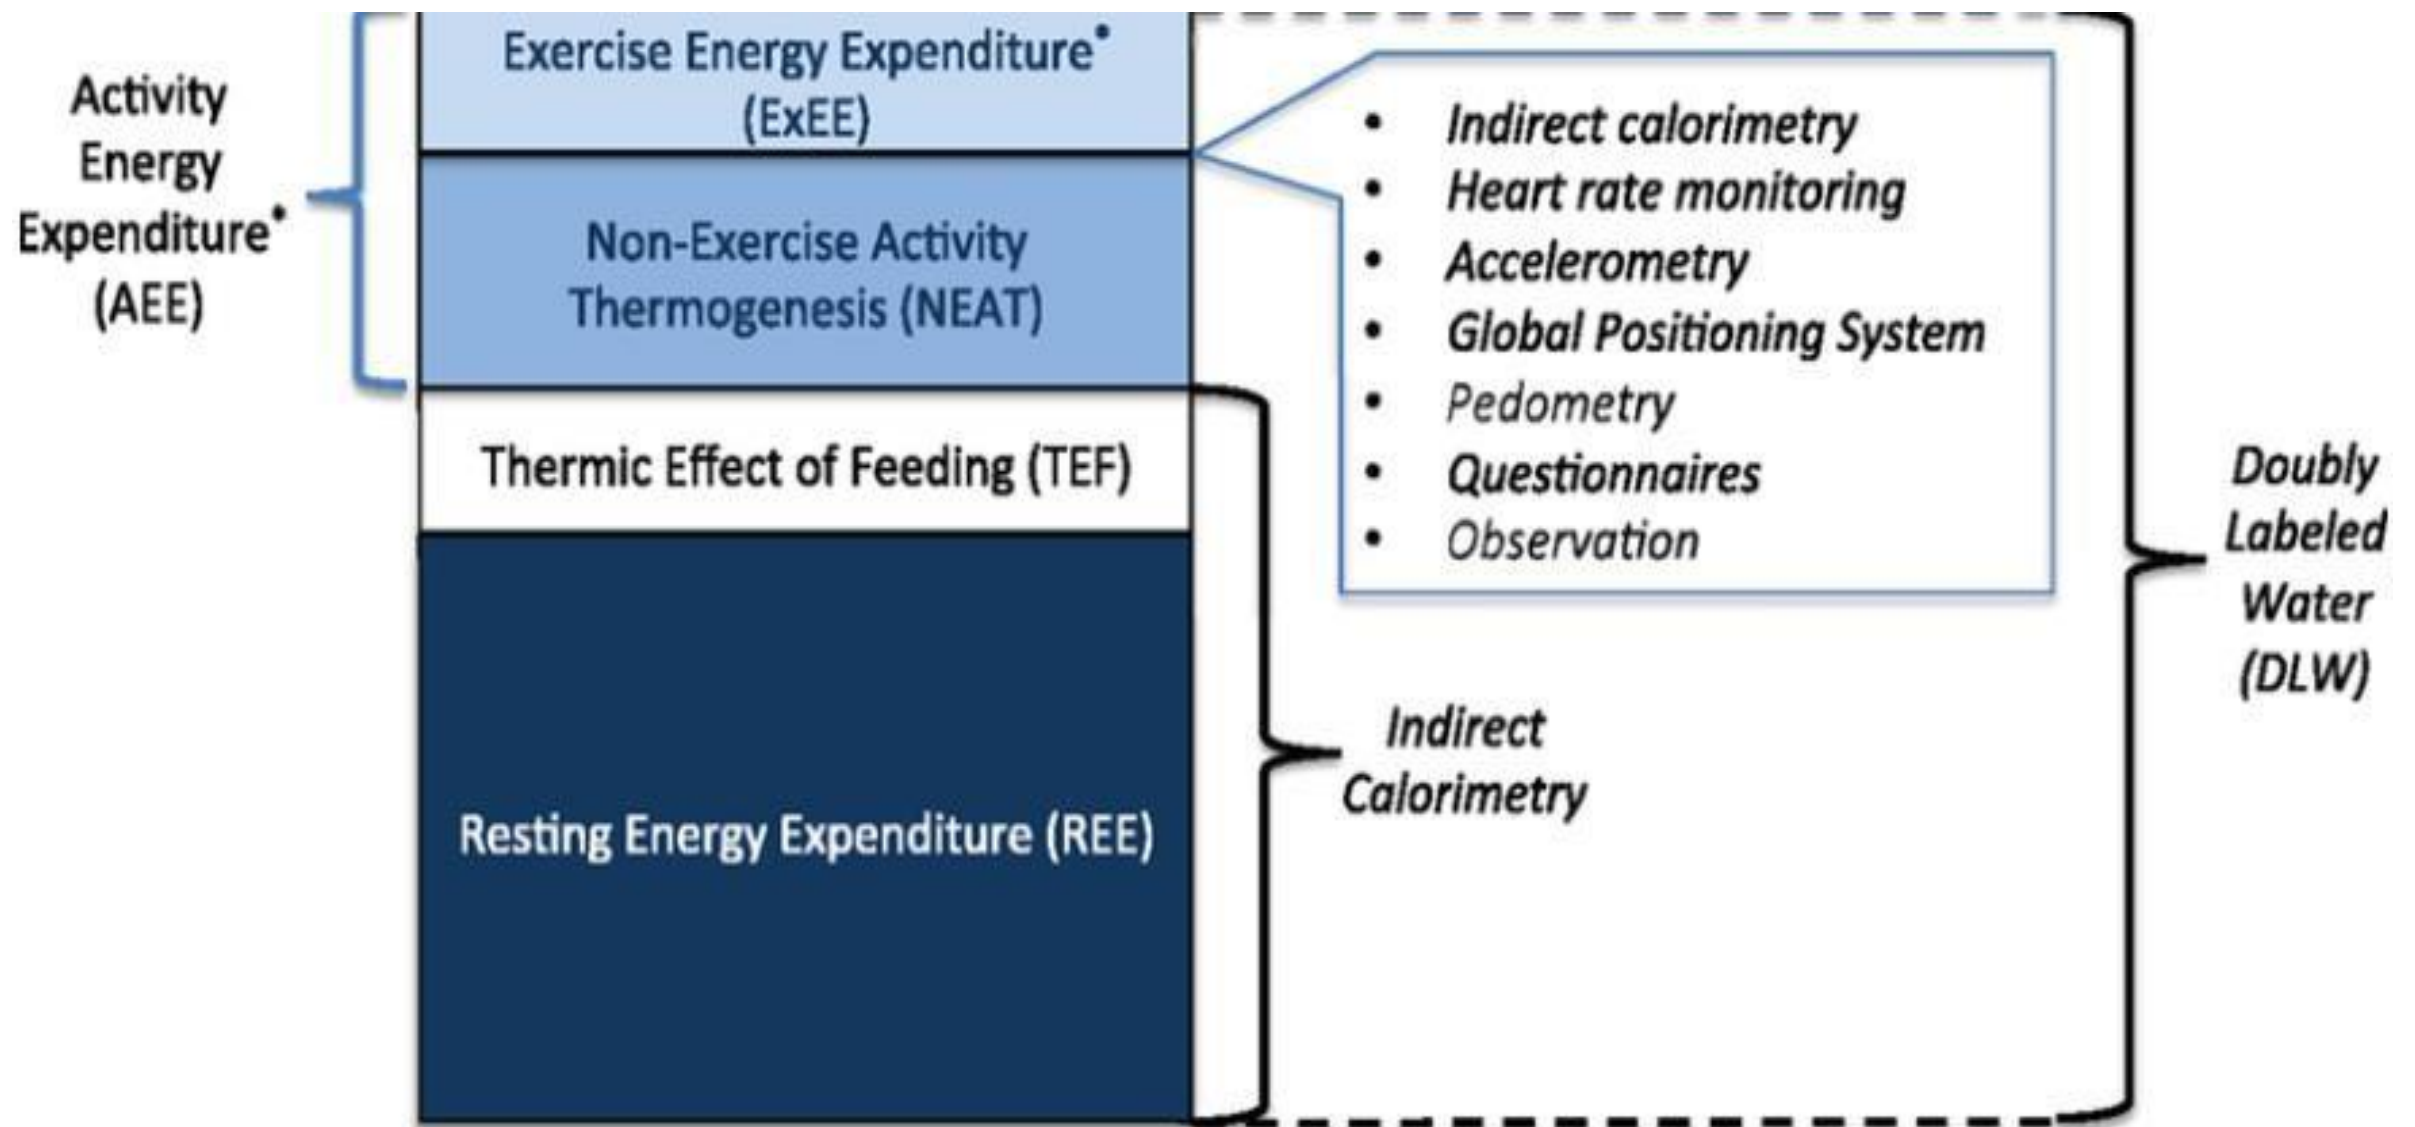 Activity
Energy
Expenditure•
(AEE)
Exercise Energy Expenditure•
(ExEE)
Non-Exercise Activity
Thermogenesis (NEAT)
Thermic Effect of Feeding (TEF)
Resting Energy Expenditure (REE)
• Indirect calorimetry
• Heart rate monitoring
• Accelerometry
• Global Positioning System
• Pedometry
• Questionnaires
• Observation
Indirect
Calorimetry
Doubly
Labeled
Water
(DLW)